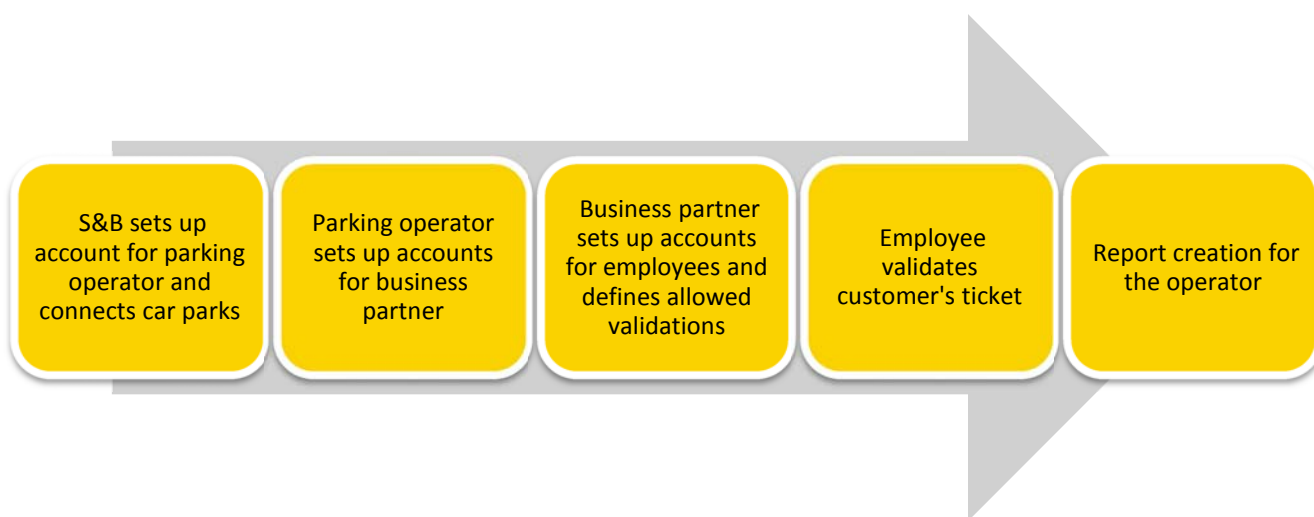 S&B sets up
account for parking
operator and
connects car parks
Parking operator
sets up accounts
for business
partner
Business partner
sets up accounts
for employees and
defines allowed
validations
Employee
validates
customer's ticket
Report creation for
the operator